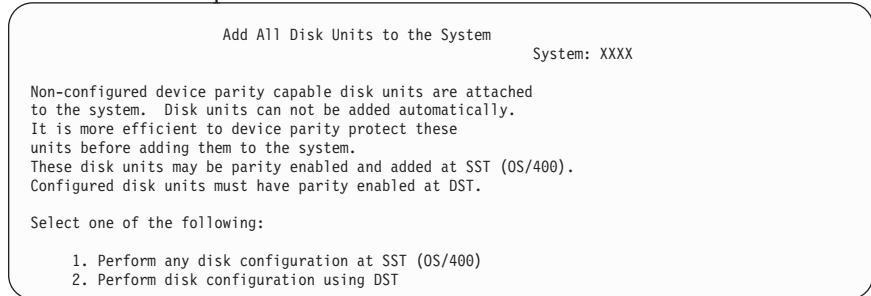 Add All Disk Units to the System
System: XXXX
Non-configured device parity capable disk units are attached
to the system. Disk units can not be added automatically.
It is more efficient to device parity protect these
units before adding them to the system.
These disk units may be parity enabled and added at SST (OS/400).
Configured disk units must have parity enabled at DST.
Select one of the following:
1. Perform any disk configuration at SST (OS/400)
2. Perform disk configuration using DST